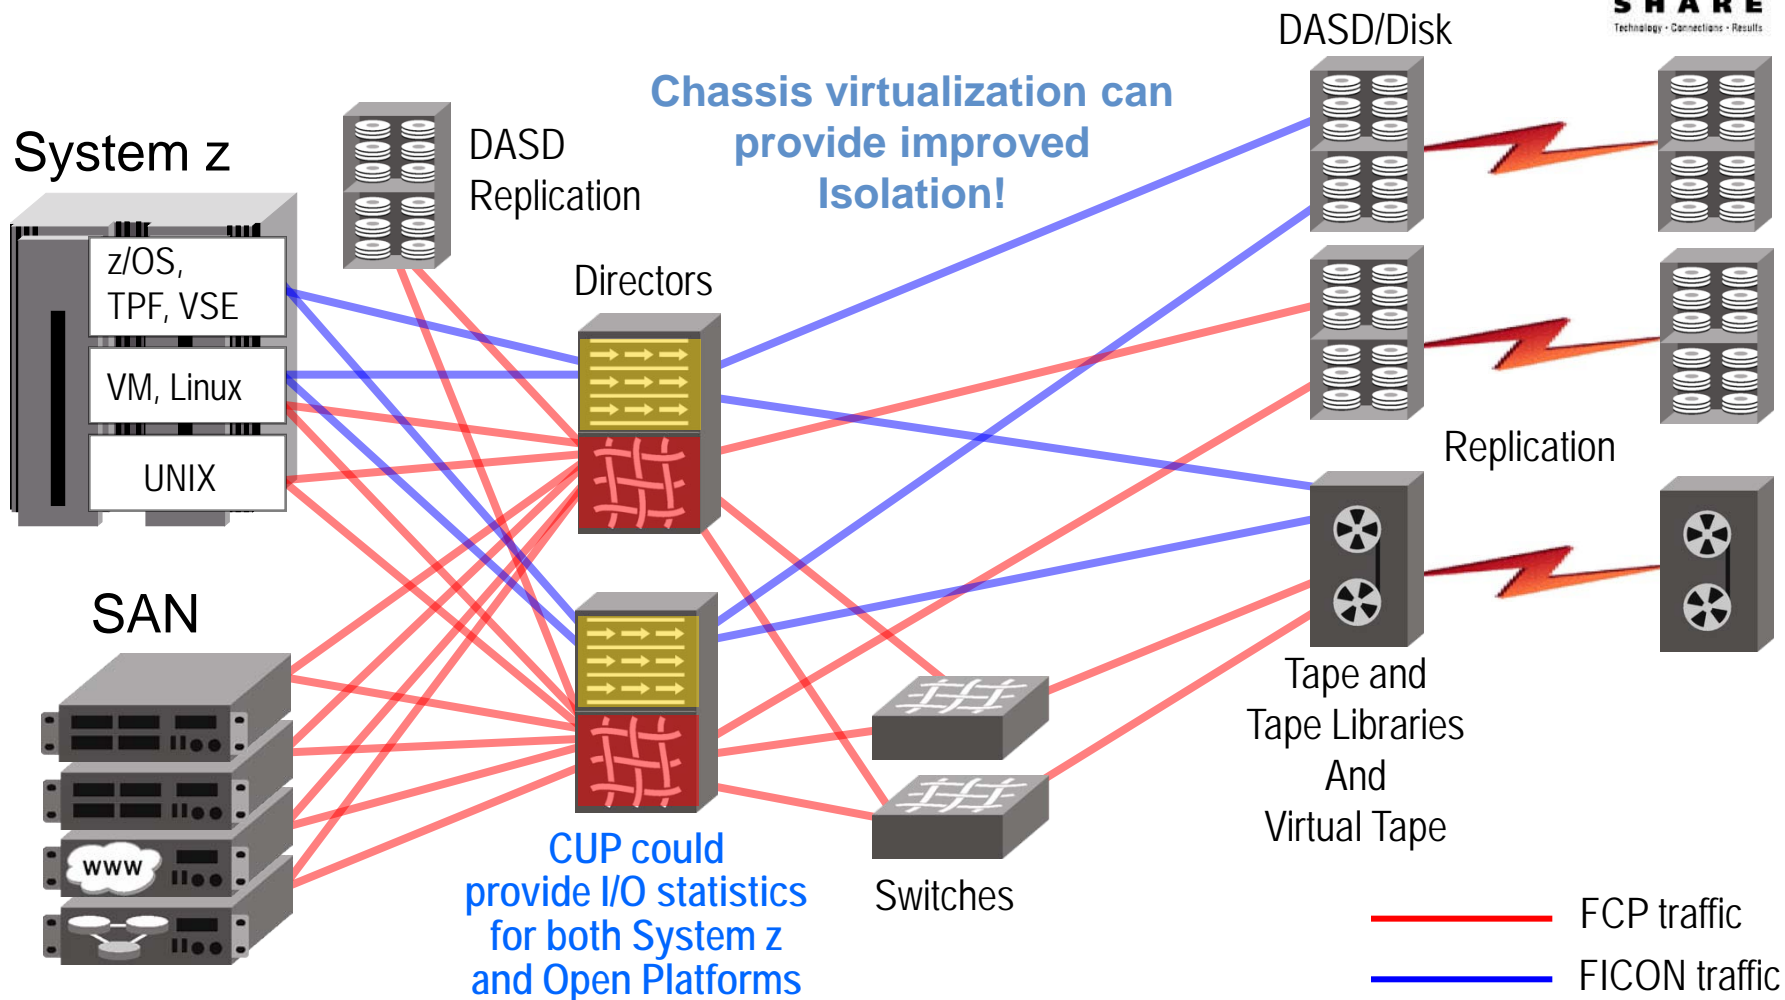 S H A R E
Technology · Connections · Results
DASD/Disk
Chassis virtualization can
provide improved
Isolation!
System z
DASD
Replication
z/OS,
TPF, VSE
Directors
VM, Linux
UNIX
Replication
SAN
Tape and
Tape Libraries
And
Virtual Tape
WWW
CUP could
provide I/O statistics
for both System z
and Open Platforms
Switches
FCP traffic
FICON traffic